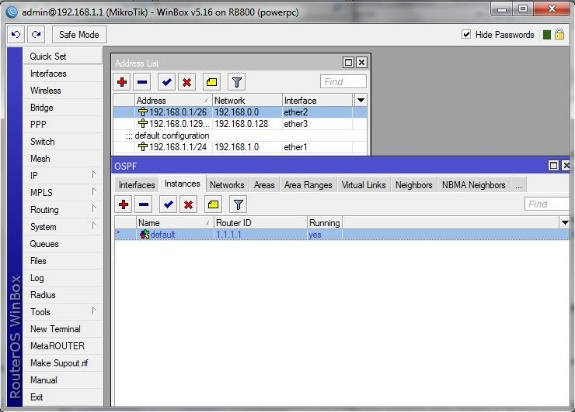 admin@192.168.1.1 (MikroTik) - WinBox v5.16 on RB800 (powerpc)
Safe Mode
Hide Passwords
Quick Set
Interfaces
Wireless
Bridge
PPP
Switch
Mesh
IP
MPLS
Routing
System
Queues
Files
Log
Radius
Tools
New Terminal
MetaROUTER
Make Supout.rif
Manual
Exit
RouterOS WinBox
Address List
Find
Address Network Interface
192.168.0.1/26 192.168.0.0 ether2
192.168.0.129... 192.168.0.128 ether3
::: default configuration
192.168.1.1/24 192.168.1.0 ether1
OSPF
Interfaces Instances Networks Areas Area Ranges Virtual Links Neighbors NBMA Neighbors ...
Find
Name Router ID Running
* default 1.1.1.1 yes